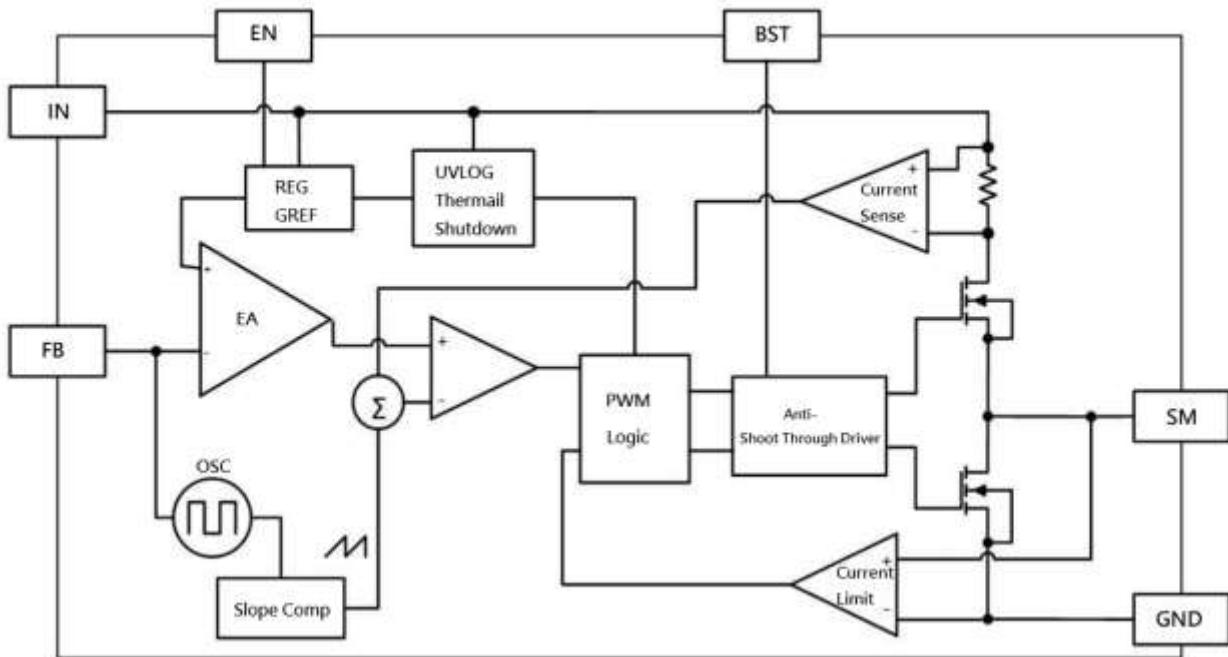 EN
BST
IN
REG
GREF
UVLOG
Thermail
Shutdown
+
Current
Sense
-
+
EA
-
FB
+
-
Σ
PWM
Logic
Anti-
Shoot Through Driver
SM
OSC
Slope Comp
+
Current
Limit
-
GND